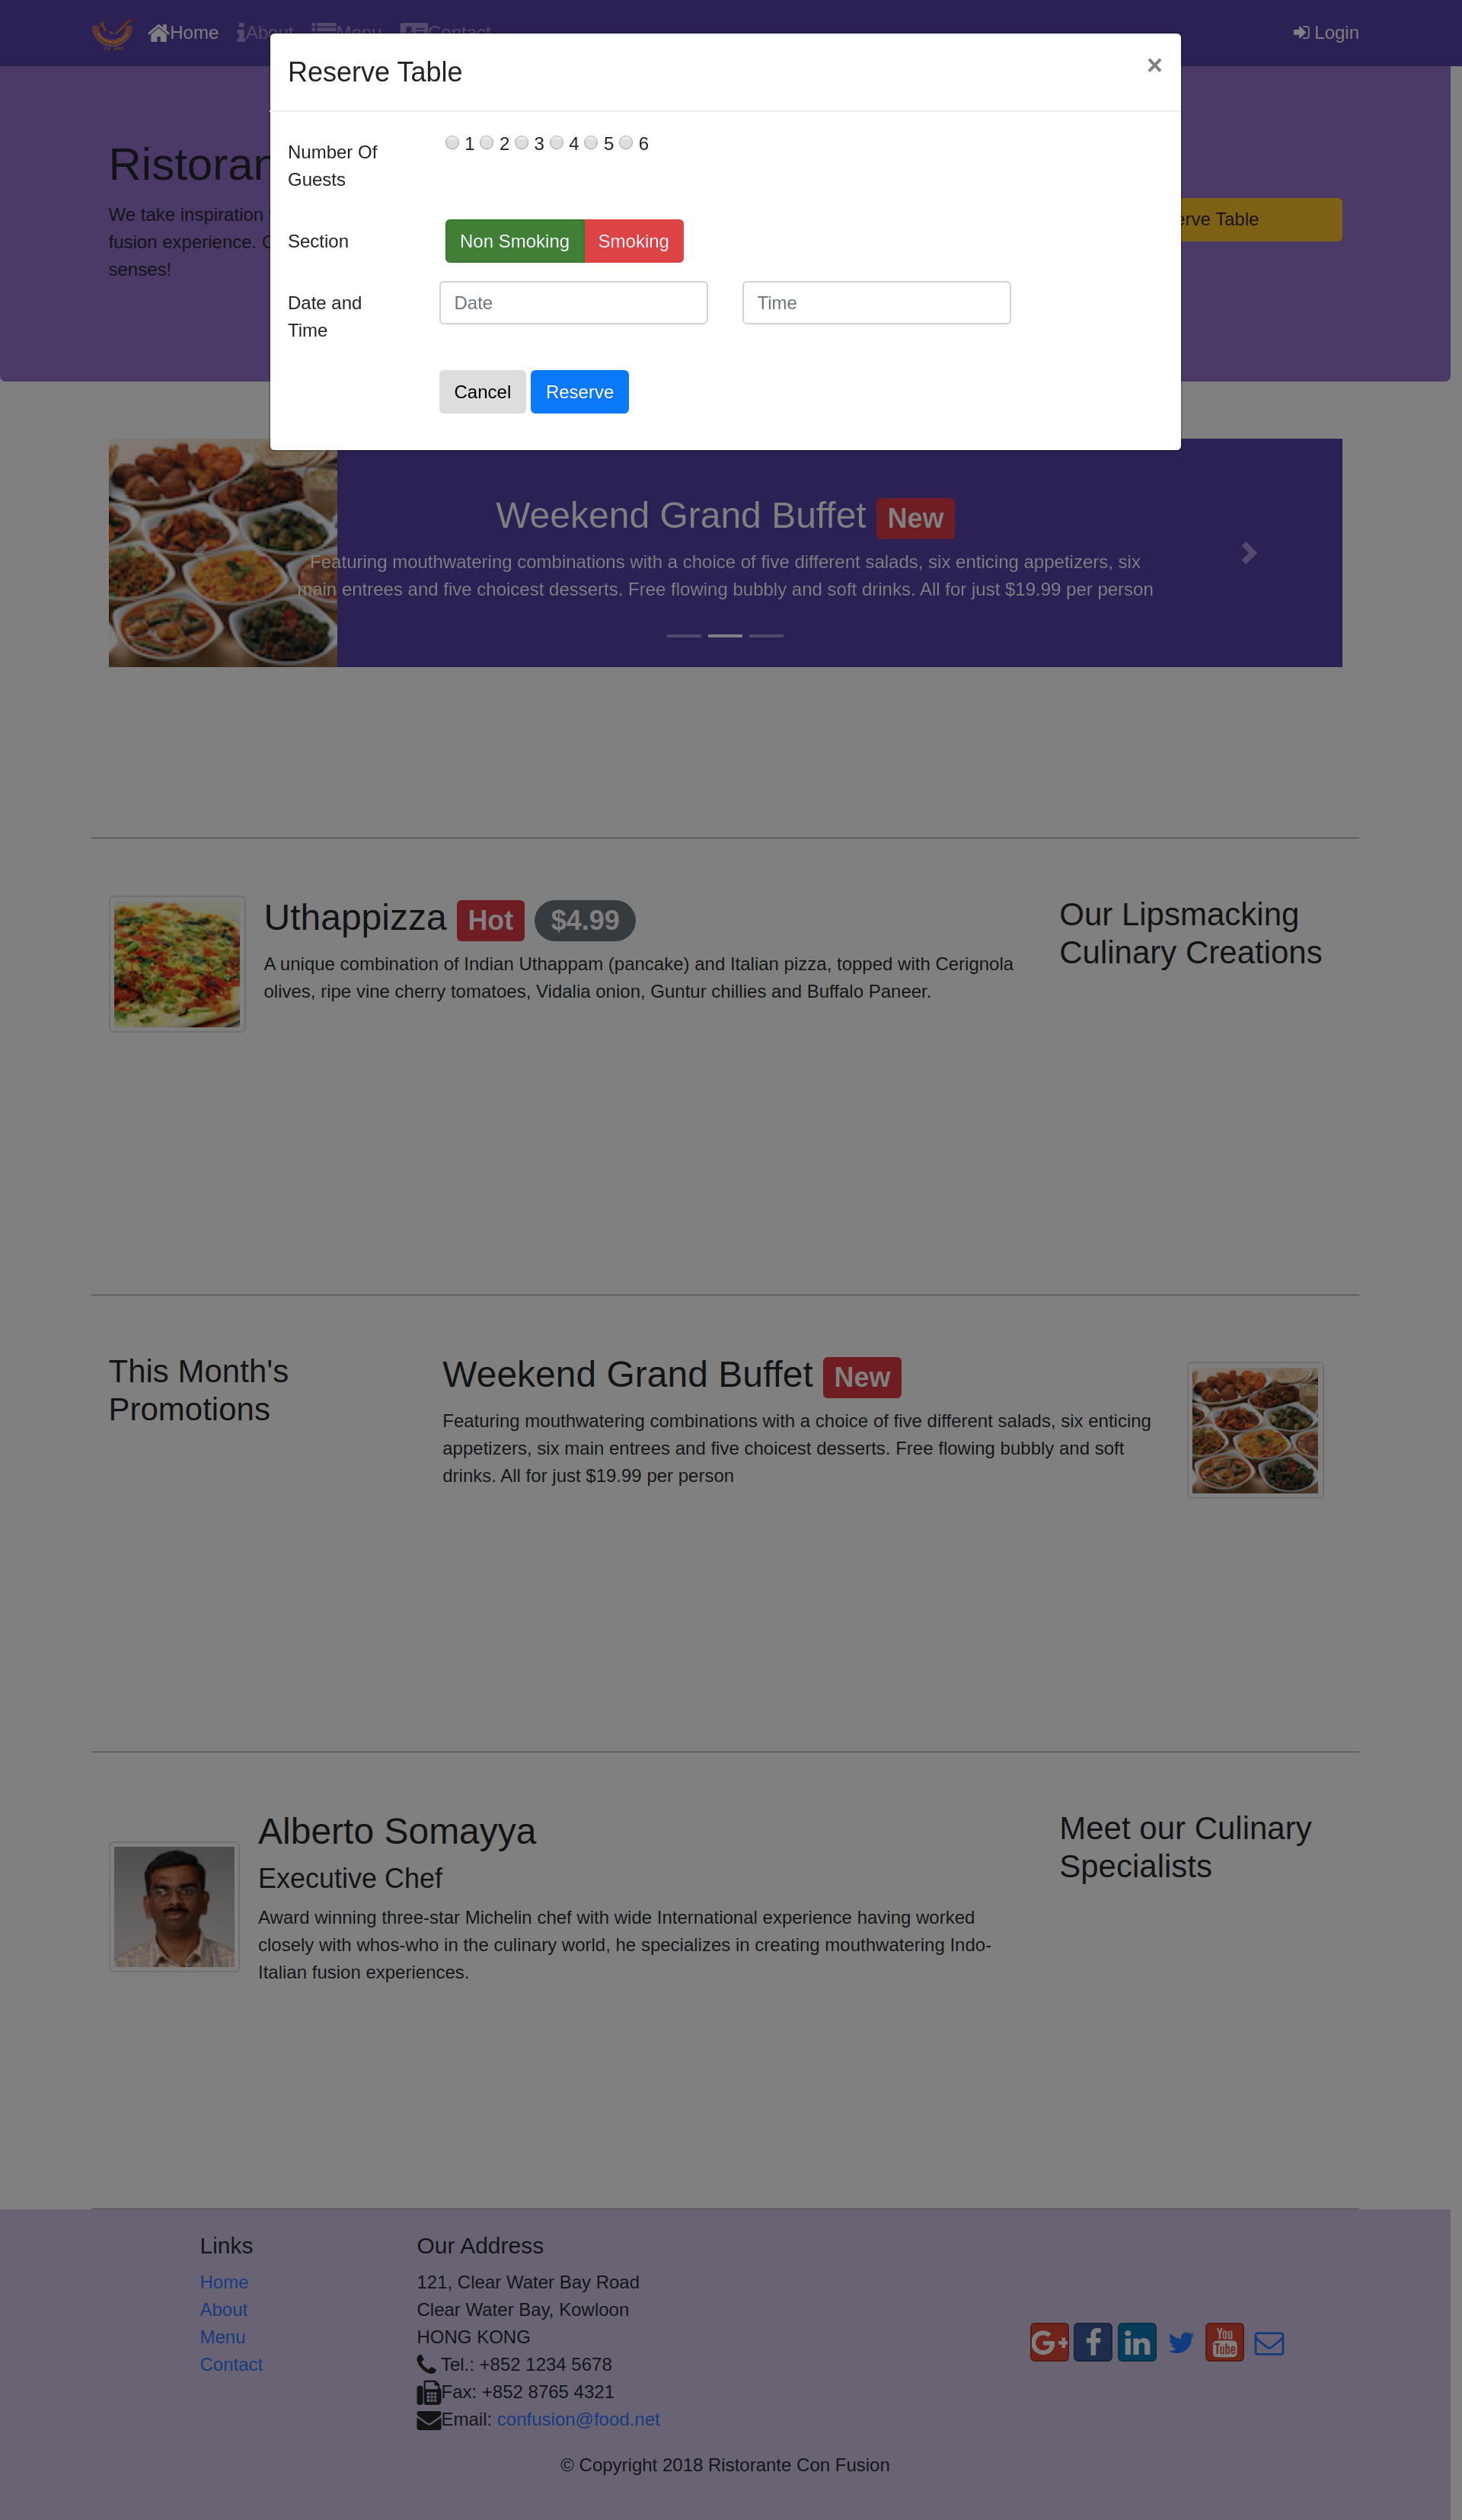 Home About Menu Contact Login
Reserve Table ×
Number Of
Guests
1 2 3 4 5 6
Section
Non Smoking Smoking
Date and
Time
Date Time
Cancel Reserve
Ristoran
We take inspiration
fusion experience.
senses!
erve Table
Weekend Grand Buffet New
Featuring mouthwatering combinations with a choice of five different salads, six enticing appetizers, six
main entrees and five choicest desserts. Free flowing bubbly and soft drinks. All for just $19.99 per person
Uthappizza Hot $4.99
A unique combination of Indian Uthappam (pancake) and Italian pizza, topped with Cerignola
olives, ripe vine cherry tomatoes, Vidalia onion, Guntur chillies and Buffalo Paneer.
Our Lipsmacking
Culinary Creations
This Month's
Promotions
Weekend Grand Buffet New
Featuring mouthwatering combinations with a choice of five different salads, six enticing
appetizers, six main entrees and five choicest desserts. Free flowing bubbly and soft
drinks. All for just $19.99 per person
Alberto Somayya
Executive Chef
Award winning three-star Michelin chef with wide International experience having worked
closely with whos-who in the culinary world, he specializes in creating mouthwatering Indo-
Italian fusion experiences.
Meet our Culinary
Specialists
Links
Home
About
Menu
Contact
Our Address
121, Clear Water Bay Road
Clear Water Bay, Kowloon
HONG KONG
Tel.: +852 1234 5678
Fax: +852 8765 4321
Email: confusion@food.net
G+ f in You Tube
© Copyright 2018 Ristorante Con Fusion